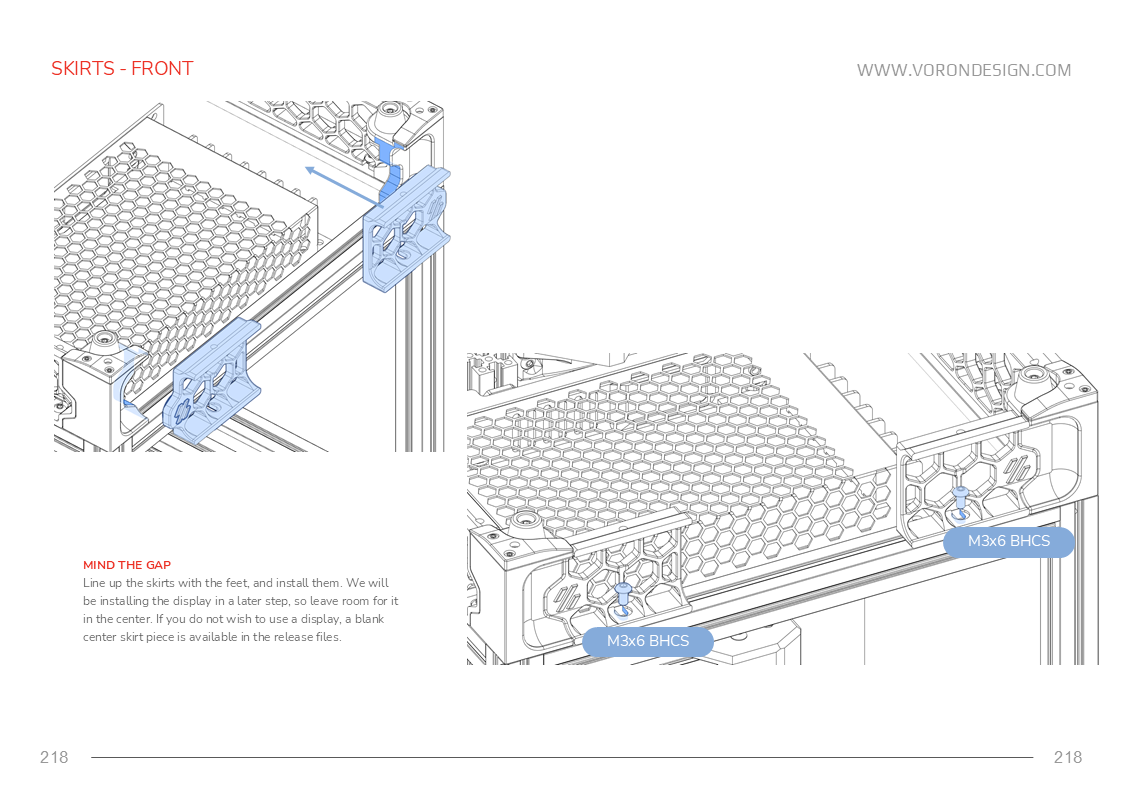 SKIRTS - FRONT
WWW.VORONDESIGN.COM
M3x6 BHCS
M3x6 BHCS
MIND THE GAP
Line up the skirts with the feet, and install them. We will
be installing the display in a later step, so leave room for it
in the center. If you do not wish to use a display, a blank
center skirt piece is available in the release files.
218
218